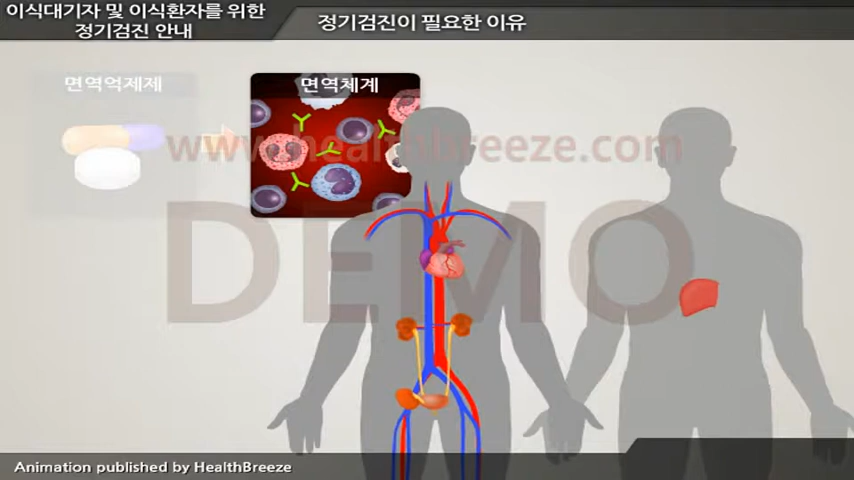 이식대기자 및 이식환자를 위한
정기검진 안내
정기검진이 필요한 이유
면역억제제
면역체계
www.healthbreeze.com
DEMO
Animation published by HealthBreeze